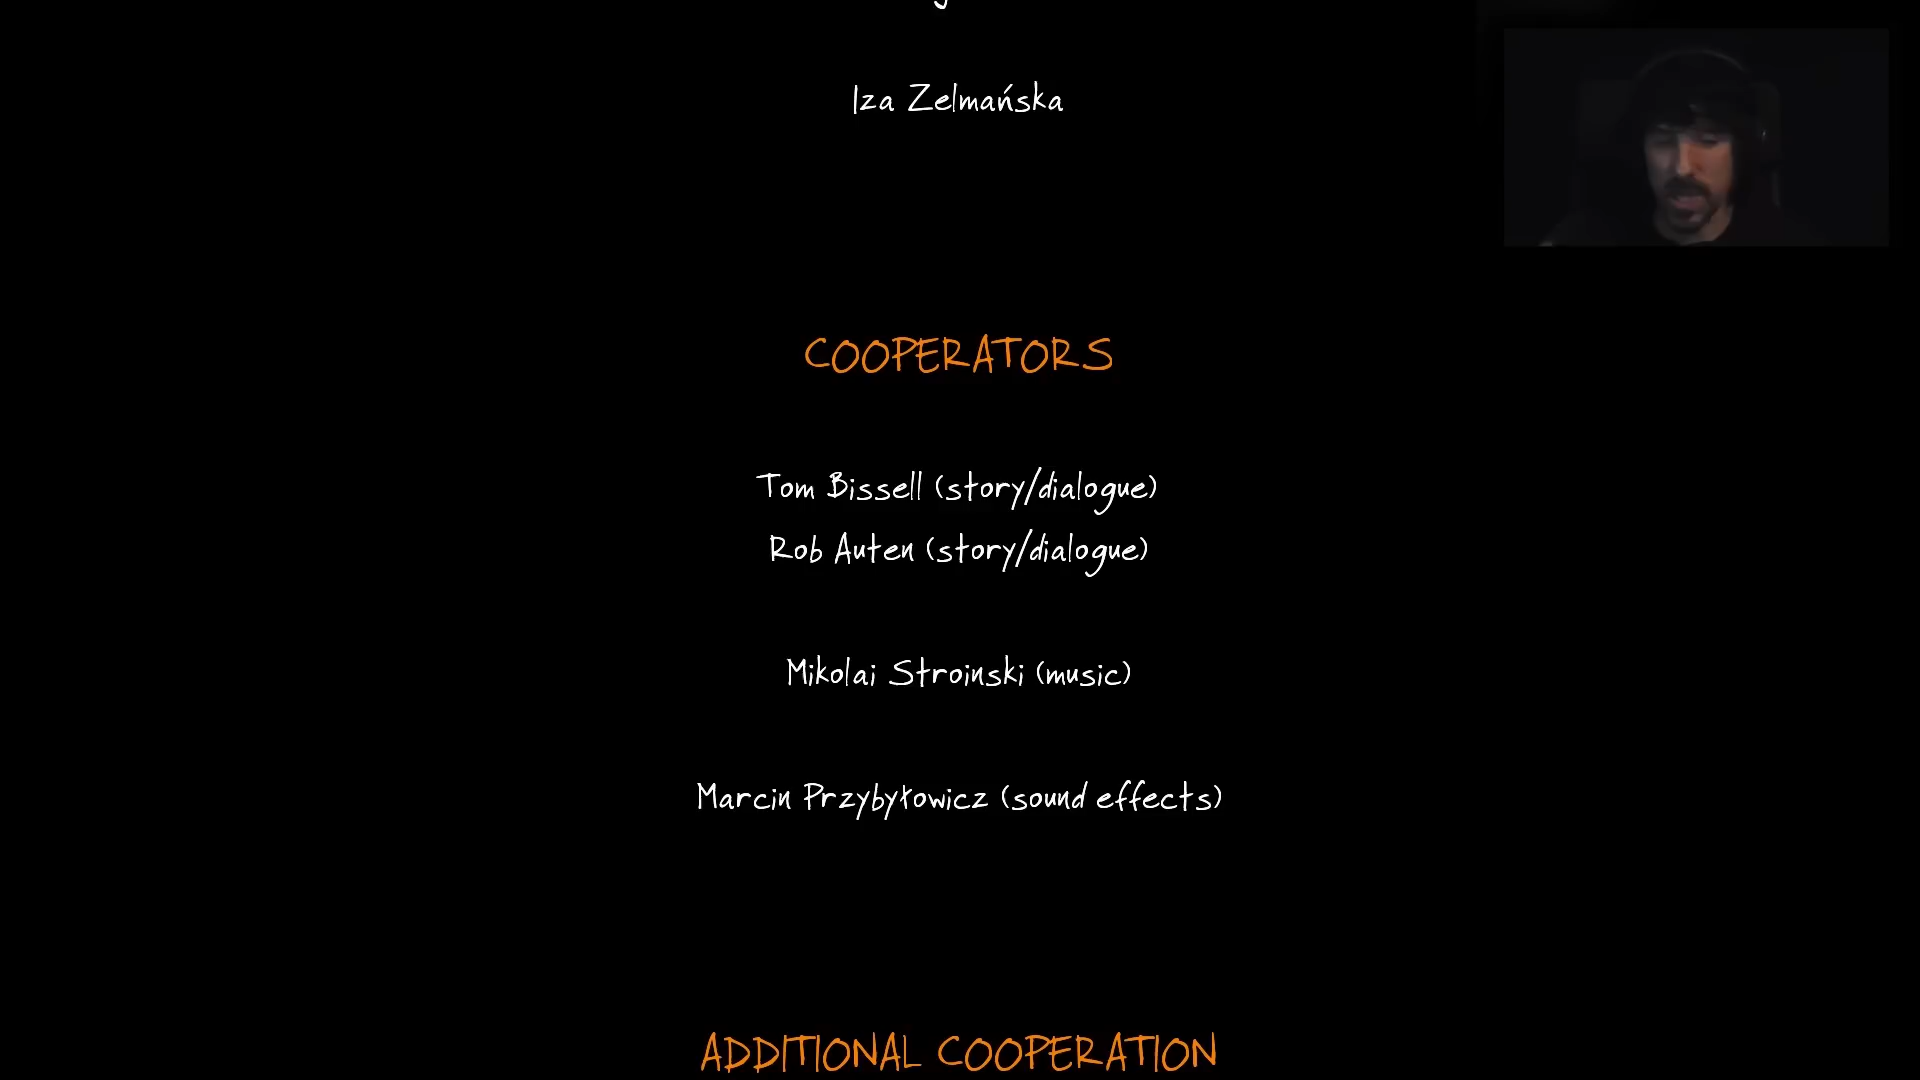 Iza Zelmańska
COOPERATORS
Tom Bissell (story/dialogue)
Rob Auten (story/dialogue)
Mikolai Stroinski (music)
Marcin Przybyłowicz (sound effects)
ADDITIONAL COOPERATION